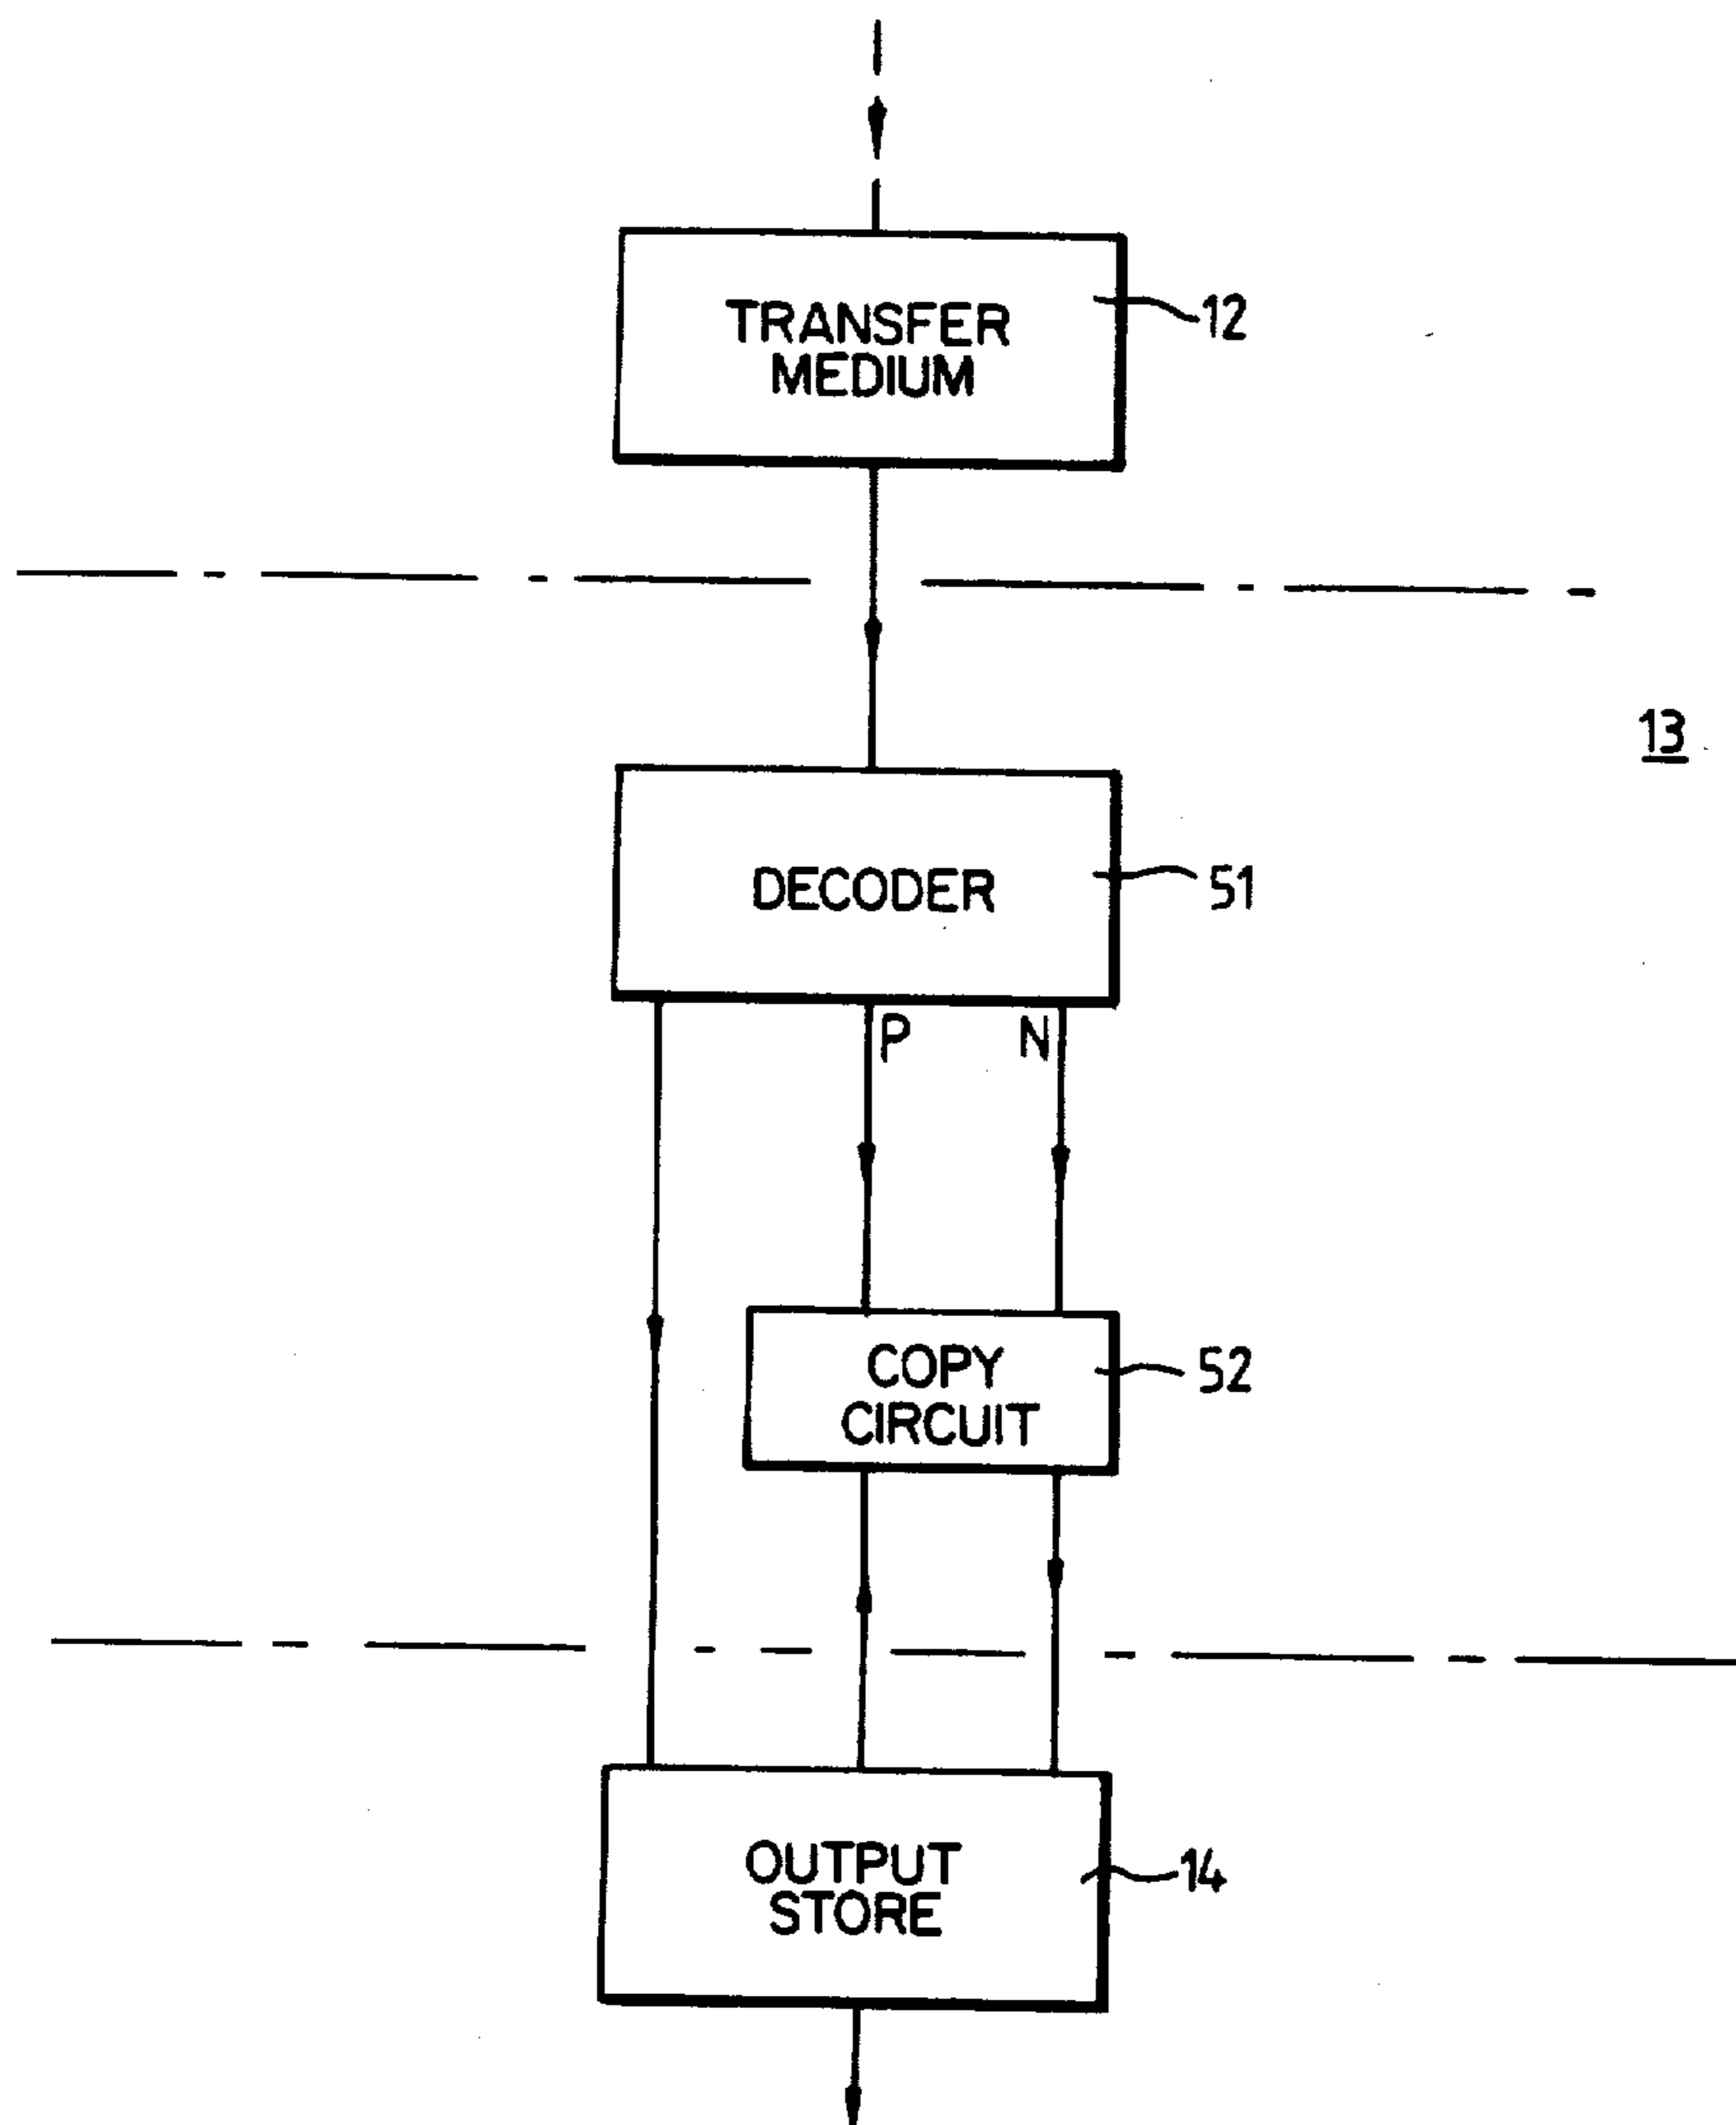 TRANSFER
MEDIUM
12
13
DECODER
51
P
N
COPY
CIRCUIT
52
OUTPUT
STORE
14